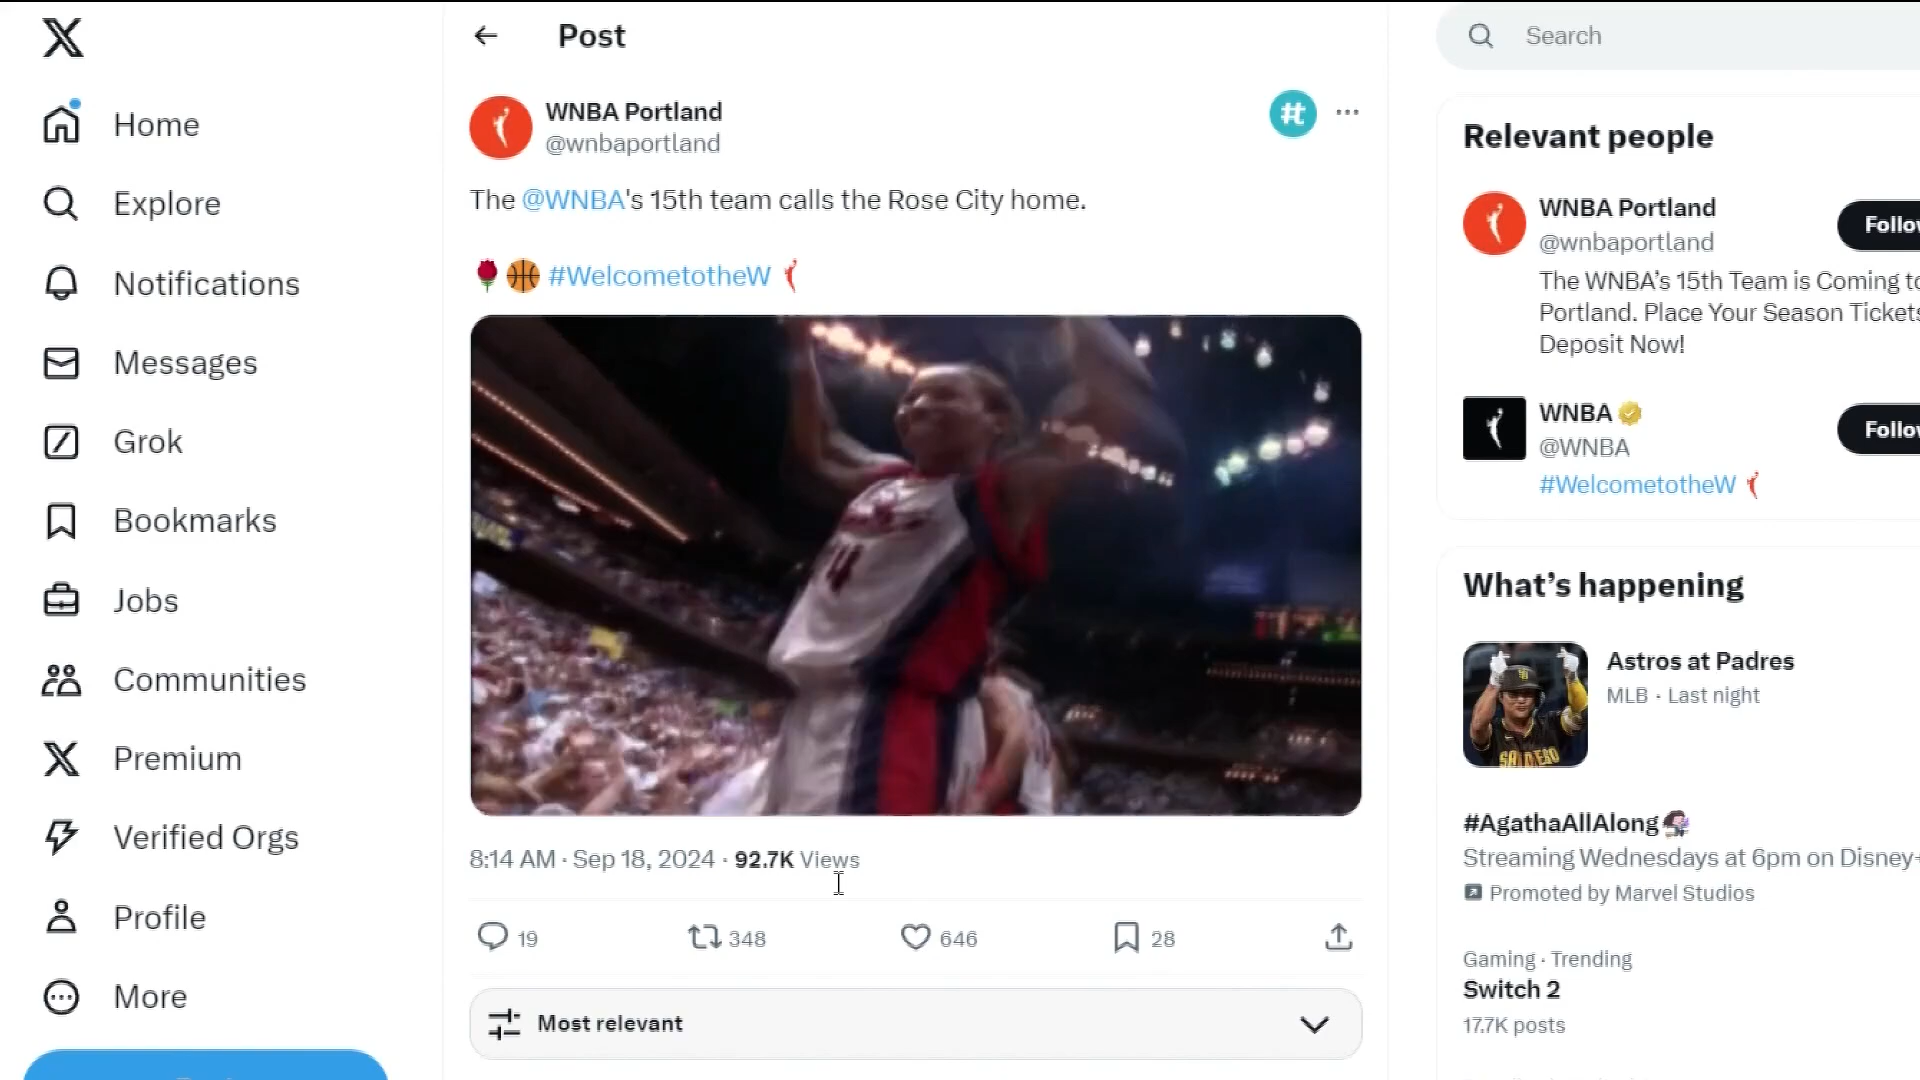 Post
Search
Home
Explore
Notifications
Messages
Grok
Bookmarks
Jobs
Communities
Premium
Verified Orgs
Profile
More
WNBA Portland
@wnbaportland
The @WNBA's 15th team calls the Rose City home.
🌹🏀 #WelcometotheW
8:14 AM · Sep 18, 2024 · 92.7K Views
19 348 646 28
Most relevant
Relevant people
WNBA Portland
@wnbaportland
The WNBA’s 15th Team is Coming to
Portland. Place Your Season Tickets
Deposit Now!
WNBA
@WNBA
#WelcometotheW
What’s happening
Astros at Padres
MLB · Last night
#AgathaAllAlong
Streaming Wednesdays at 6pm on Disney+
Promoted by Marvel Studios
Gaming · Trending
Switch 2
17.7K posts